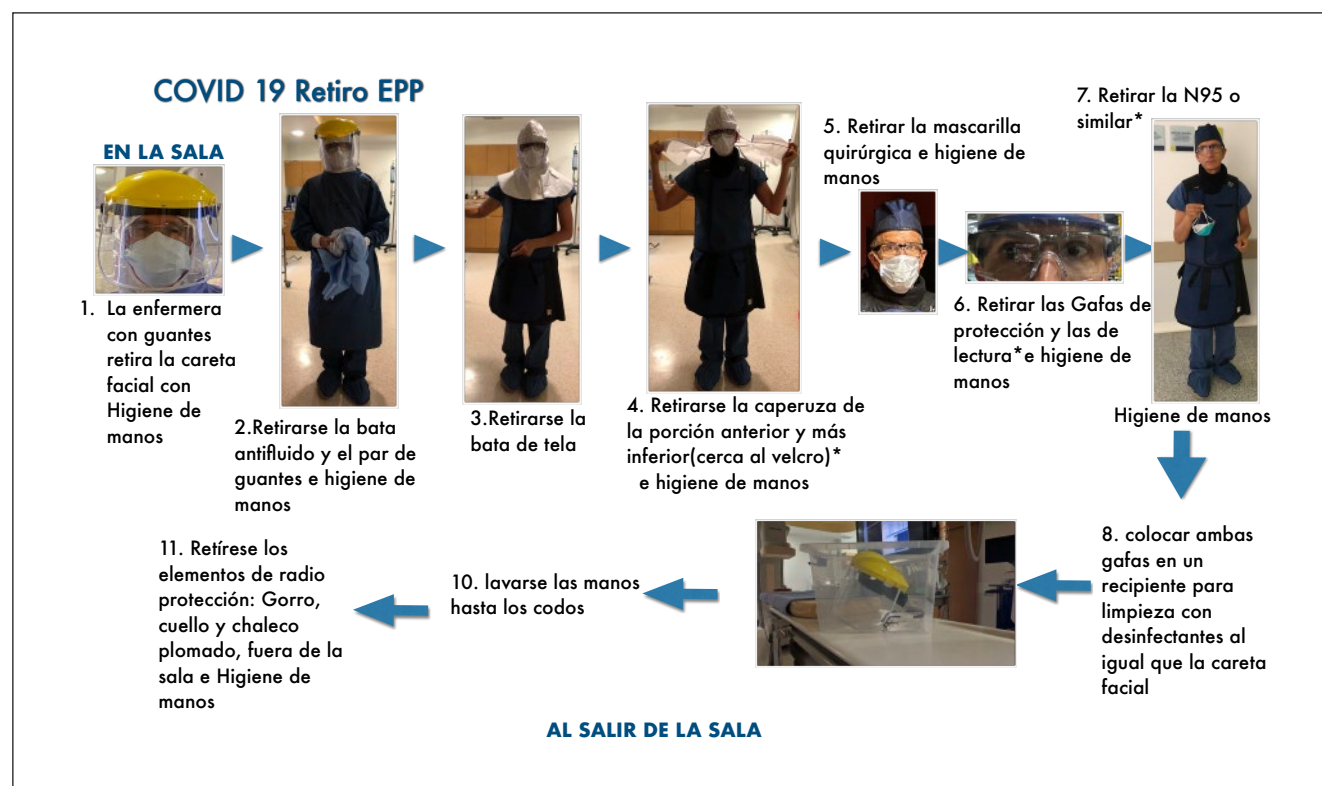 COVID 19 Retiro EPP
EN LA SALA
1. La enfermera
con guantes
retira la careta
facial con
Higiene de
manos
2.Retirarse la bata
antifluido y el par de
guantes e higiene de
manos
3.Retirarse la
bata de tela
4. Retirarse la caperuza de
la porción anterior y más
inferior(cerca al velcro)*
e higiene de manos
5. Retirar la mascarilla
quirúrgica e higiene de
manos
6. Retirar las Gafas de
protección y las de
lectura*e higiene de
manos
7. Retirar la N95 o
similar*
Higiene de manos
8. colocar ambas
gafas en un
recipiente para
limpieza con
desinfectantes al
igual que la careta
facial
10. lavarse las manos
hasta los codos
11. Retírese los
elementos de radio
protección: Gorro,
cuello y chaleco
plomado, fuera de la
sala e Higiene de
manos
AL SALIR DE LA SALA